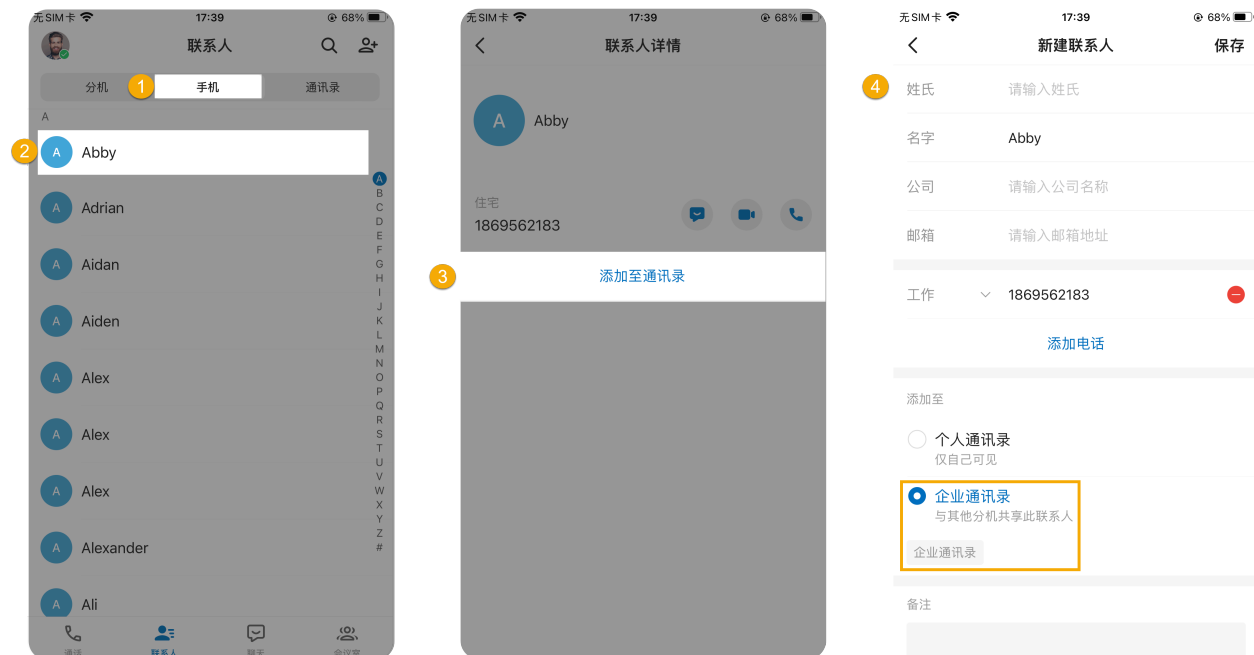 无SIM卡 17:39 68%
联系人
分机 1 手机 通讯录
A
2 A Abby
A Adrian
A Aidan
A Aiden
A Alex
A Alex
A Alex
A Alexander
A Ali
A
B
C
D
E
F
G
H
I
J
K
L
M
N
O
P
Q
R
S
T
U
V
W
X
Y
Z
#
通话 联系人 聊天 会议室
无SIM卡 17:39 68%
联系人详情
A Abby
住宅
1869562183
3 添加至通讯录
无SIM卡 17:39 68%
新建联系人 保存
4 姓氏 请输入姓氏
名字 Abby
公司 请输入公司名称
邮箱 请输入邮箱地址
工作 1869562183
添加电话
添加至
个人通讯录
仅自己可见
企业通讯录
与其他分机共享此联系人
企业通讯录
备注